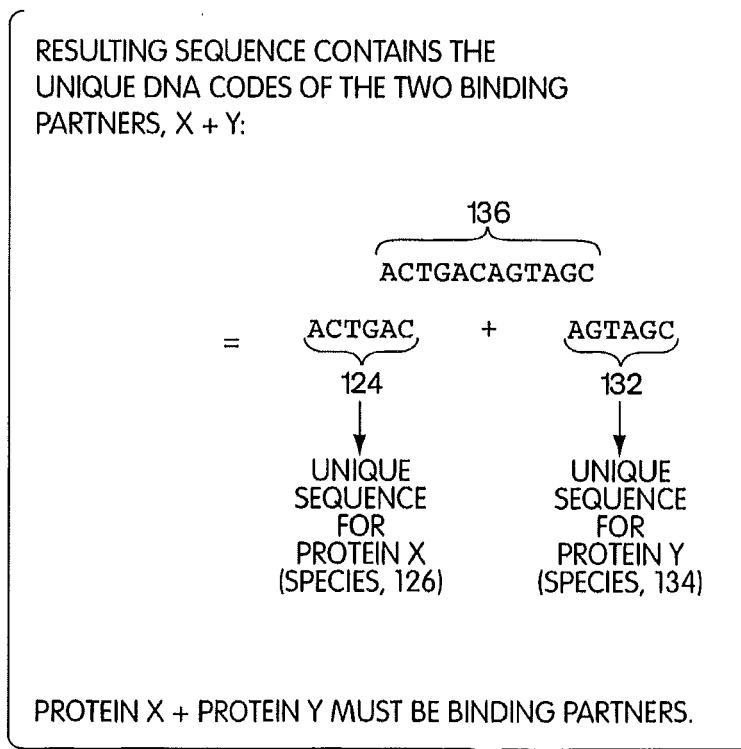 RESULTING SEQUENCE CONTAINS THE
UNIQUE DNA CODES OF THE TWO BINDING
PARTNERS, X + Y:
136
ACTGACAGTAGC
= ACTGAC + AGTAGC
124 132
UNIQUE SEQUENCE FOR PROTEIN X (SPECIES, 126)
UNIQUE SEQUENCE FOR PROTEIN Y (SPECIES, 134)
PROTEIN X + PROTEIN Y MUST BE BINDING PARTNERS.